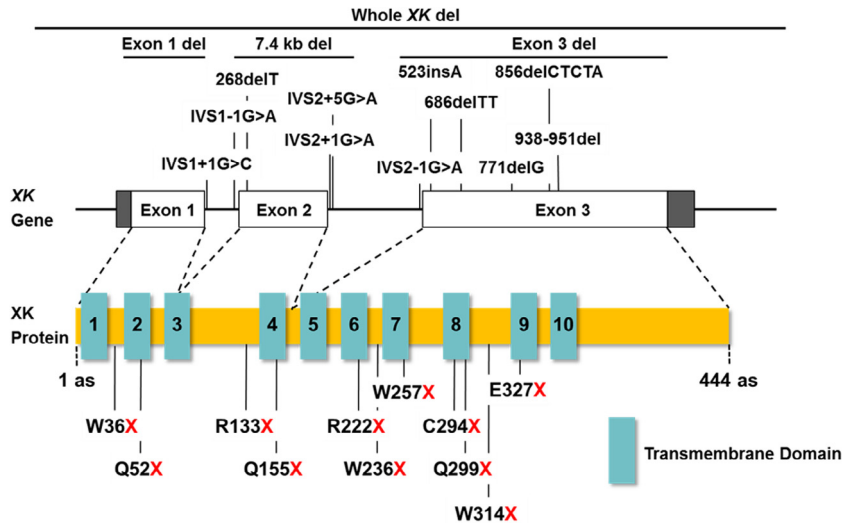 Whole XK del
Exon 1 del 7.4 kb del Exon 3 del
523insA 856delCTCTA
268delT
IVS2+5G>A 686delTT
IVS1-1G>A
IVS2+1G>A 938-951del
IVS1+1G>C IVS2-1G>A 771delG
XK
Gene
Exon 1 Exon 2 Exon 3
XK
Protein
1 2 3 4 5 6 7 8 9 10
1 as 444 as
W257X E327X
W36X R133X R222X C294X
Q52X Q155X W236X Q299X
Transmembrane Domain
W314X